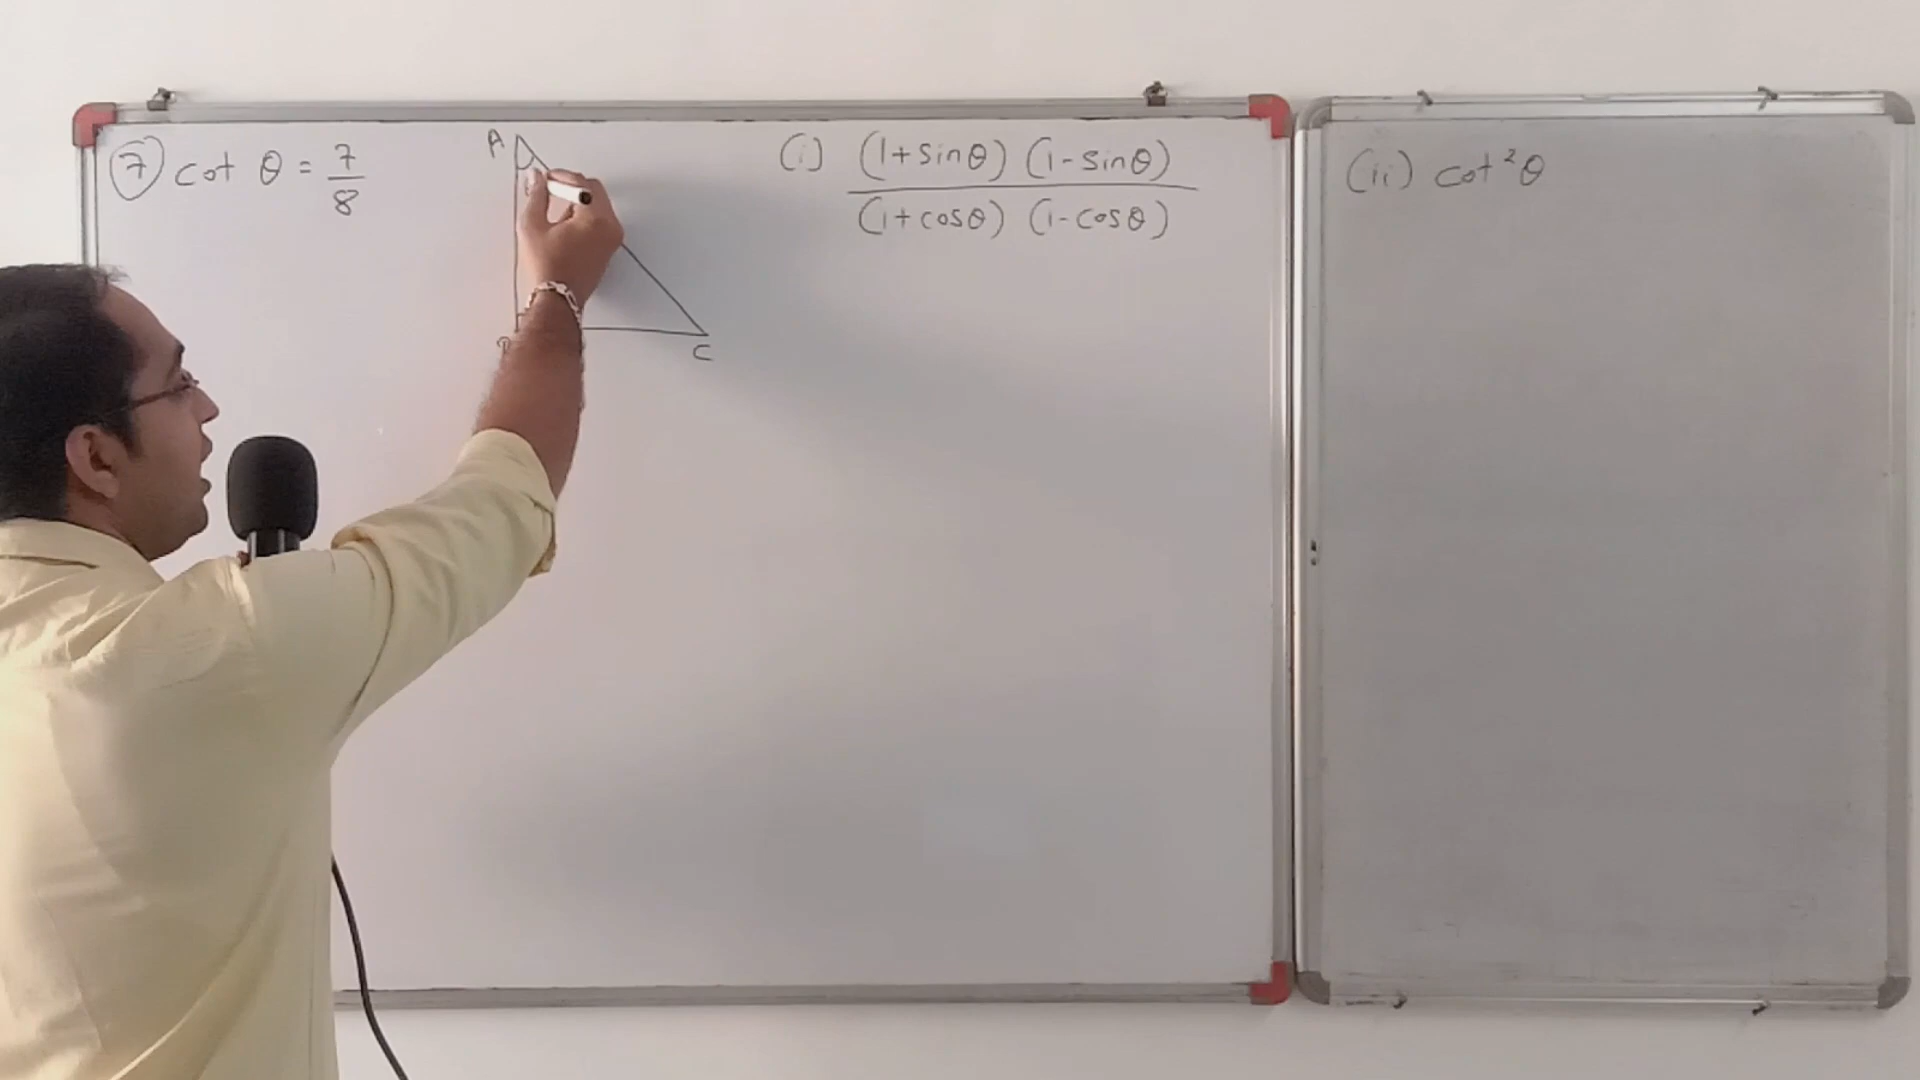 7 cot θ = 7/8
A
C
(i) (1+sinθ) (1-sinθ)
(1+cosθ) (1-cosθ)
(ii) cot²θ